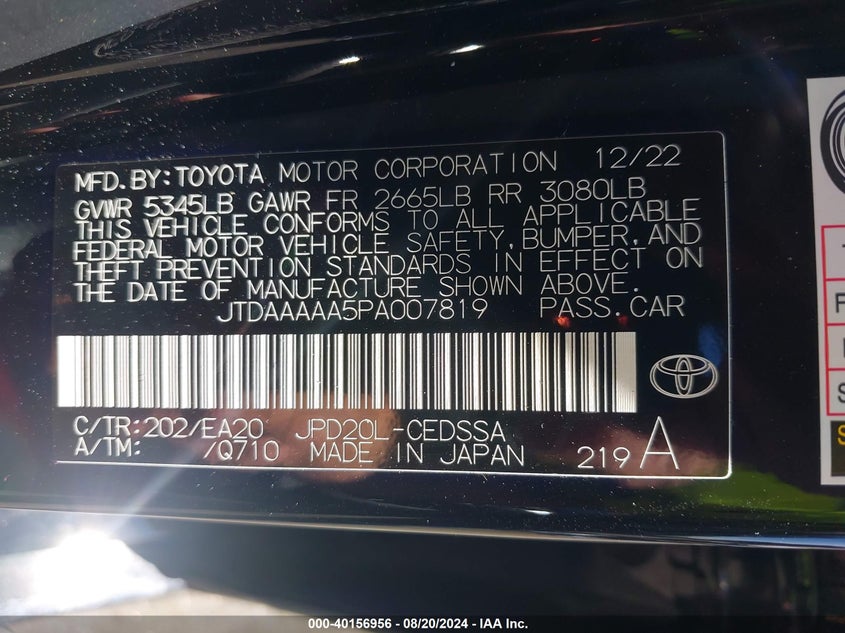 MFD.BY:TOYOTA MOTOR CORPORATION 12/22
GVWR 5345LB GAWR FR 2665LB RR 3080LB
THIS VEHICLE CONFORMS TO ALL APPLICABLE
FEDERAL MOTOR VEHICLE SAFETY,BUMPER,AND
THEFT PREVENTION STANDARDS IN EFFECT ON
THE DATE OF MANUFACTURE SHOWN ABOVE.
JTDAAAAA5PA007819 PASS.CAR
C/TR:202/EA20 JPD20L-CEDSSA
A/TM: /Q710 MADE IN JAPAN 219A
000-40156956 - 08/20/2024 - IAA Inc.